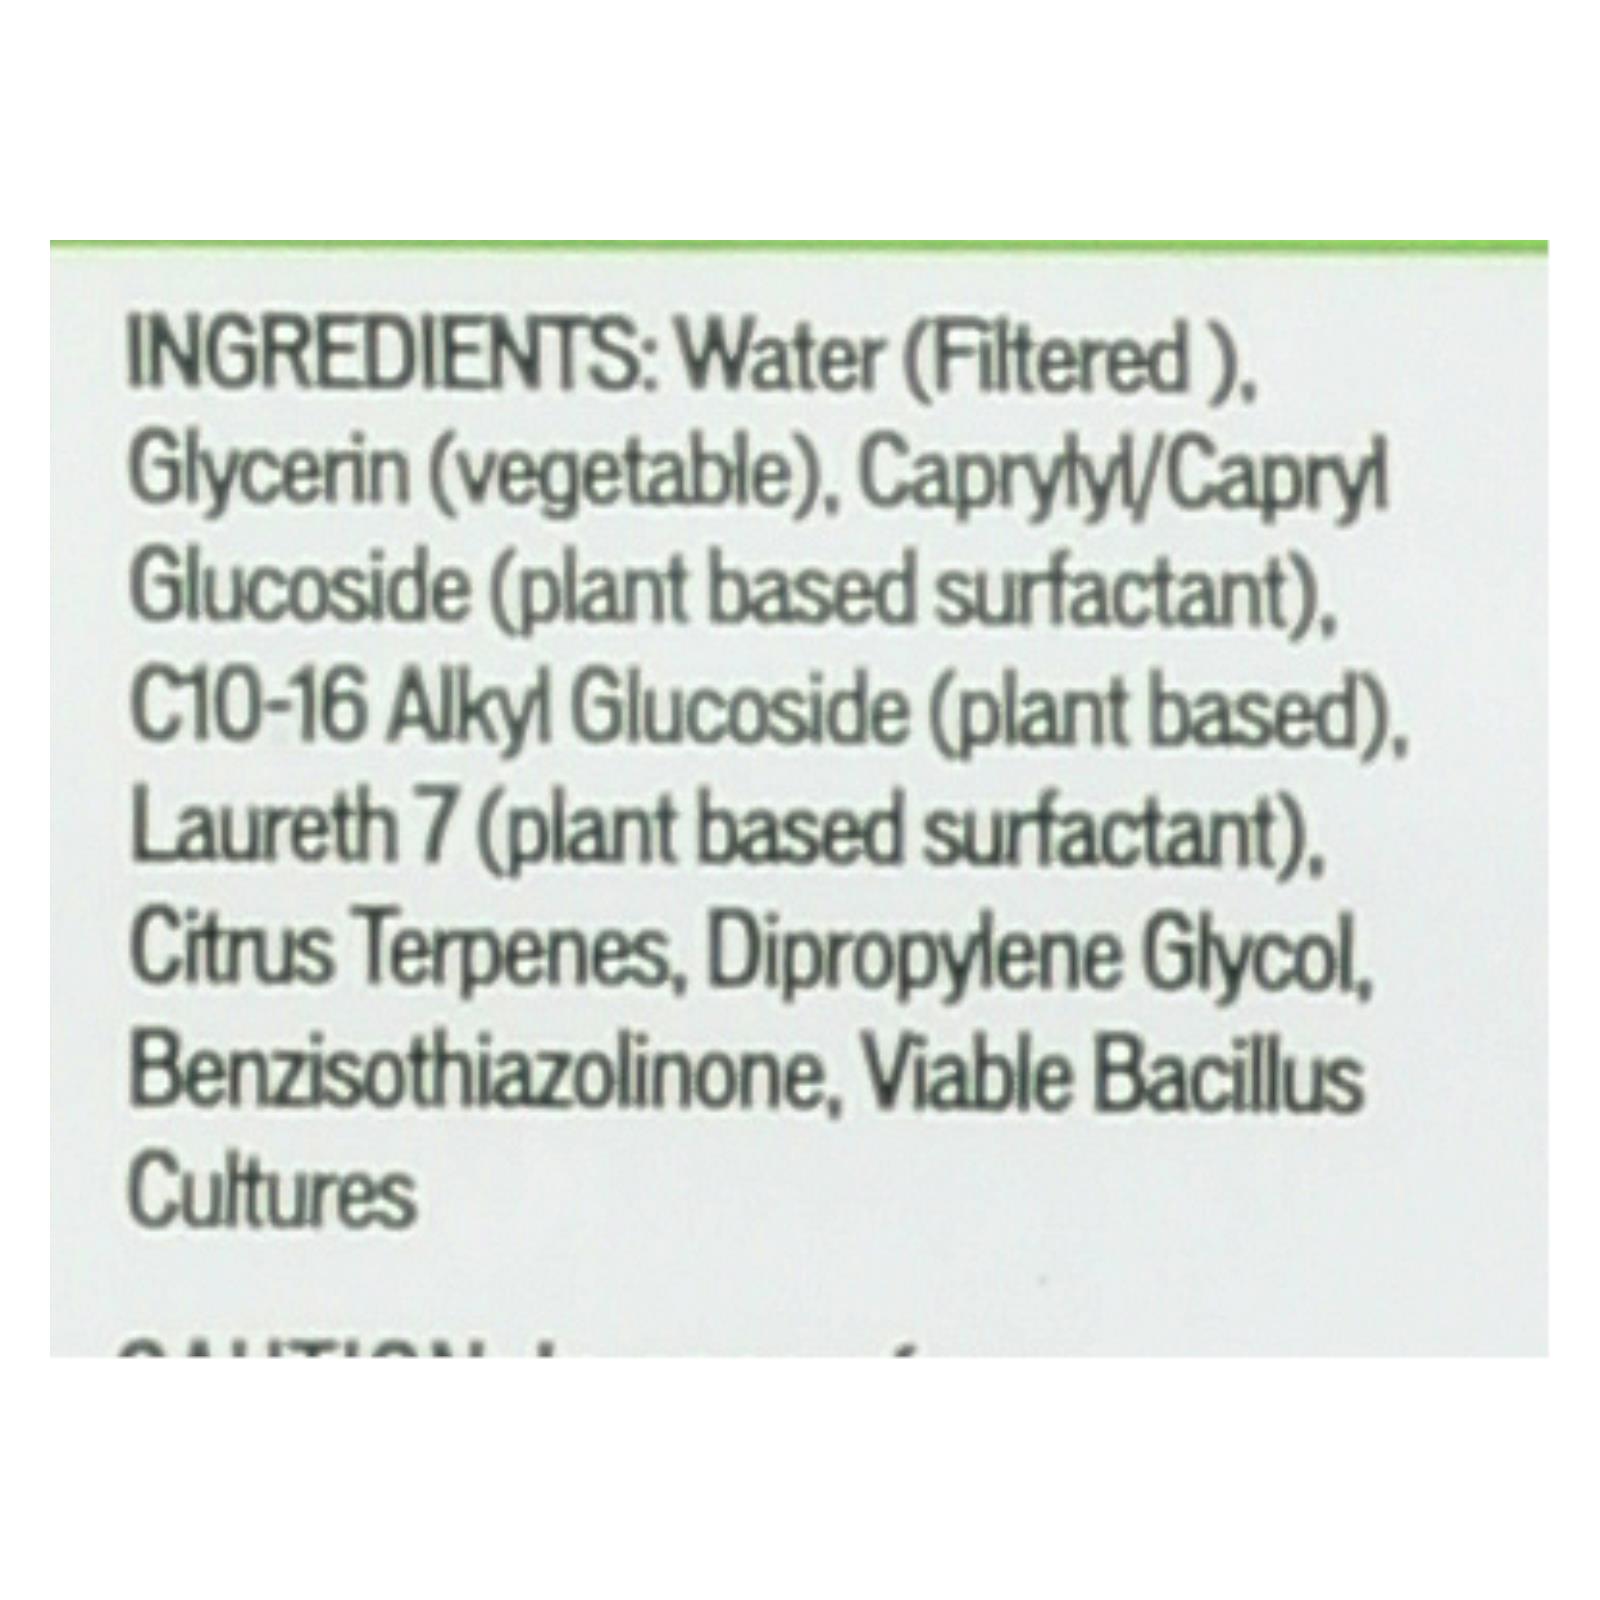 INGREDIENTS: Water (Filtered ),
Glycerin (vegetable), Caprylyl/Capryl
Glucoside (plant based surfactant),
C10-16 Alkyl Glucoside (plant based),
Laureth 7 (plant based surfactant),
Citrus Terpenes, Dipropylene Glycol,
Benzisothiazolinone, Viable Bacillus
Cultures